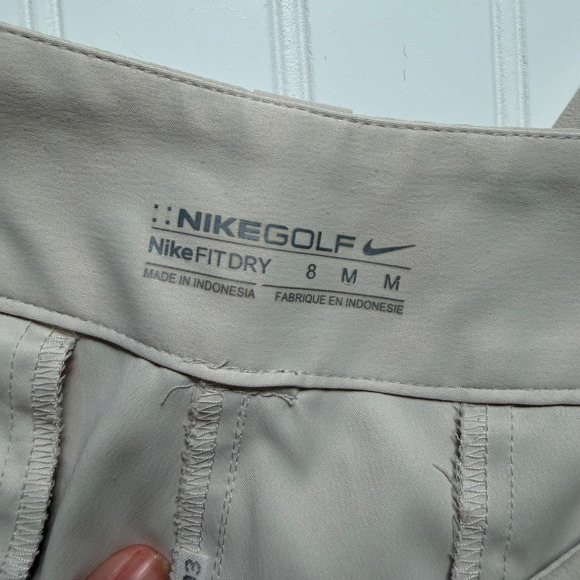 NIKEGOLF
NikeFITDRY 8 M M
MADE IN INDONESIA FABRIQUE EN INDONESIE